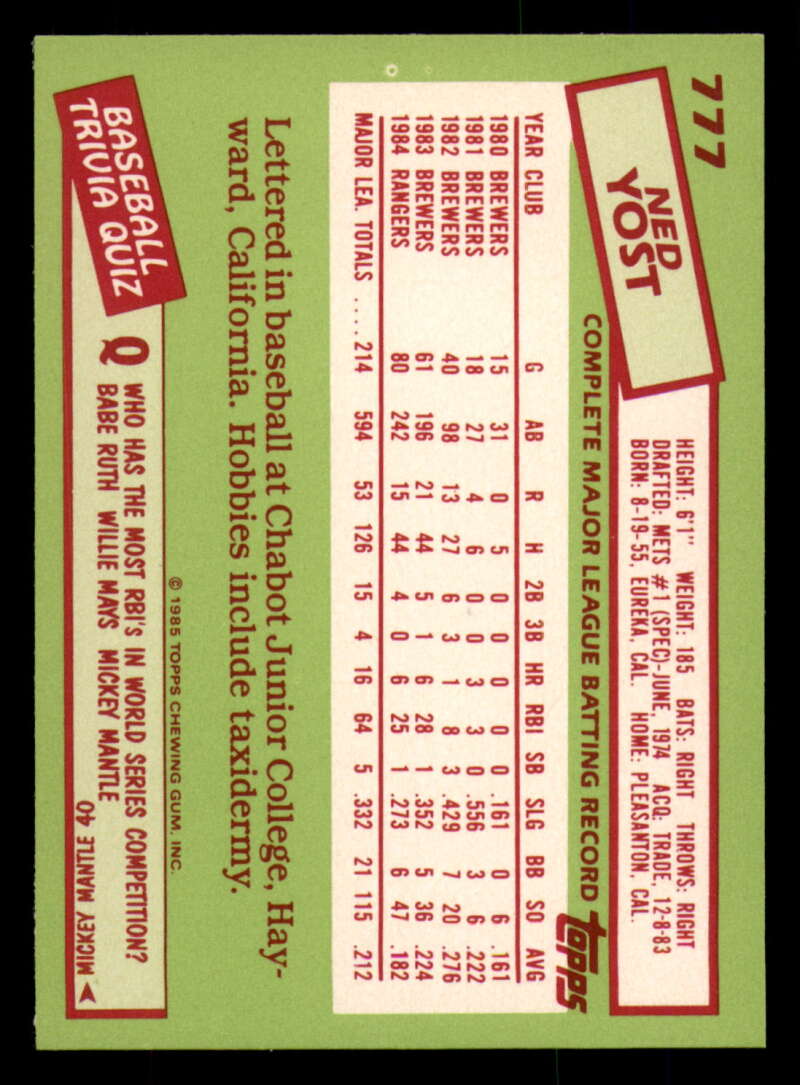 777
NED
YOST
HEIGHT: 6'1" WEIGHT: 185 BATS: RIGHT THROWS: RIGHT
DRAFTED: METS #1 (SPEC)-JUNE, 1974 ACQ: TRADE, 12-8-83
BORN: 8-19-55, EUREKA, CAL. HOME: PLEASANTON, CAL.
COMPLETE MAJOR LEAGUE BATTING RECORD topps
YEAR CLUB G AB R H 2B 3B HR RBI SB SLG BB SO AVG
1980 BREWERS 15 31 0 5 0 0 0 0 0 .161 0 6 .161
1981 BREWERS 18 27 4 6 0 0 3 3 0 .556 3 6 .222
1982 BREWERS 40 98 13 27 6 3 1 8 3 .429 7 20 .276
1983 BREWERS 61 196 21 44 5 1 6 28 1 .352 5 36 .224
1984 RANGERS 80 242 15 44 4 0 6 25 1 .273 6 47 .182
MAJOR LEA. TOTALS .... 214 594 53 126 15 4 16 64 5 .332 21 115 .212
Lettered in baseball at Chabot Junior College, Hay-
ward, California. Hobbies include taxidermy.
© 1985 TOPPS CHEWING GUM, INC.
BASEBALL
TRIVIA QUIZ
Q WHO HAS THE MOST RBI'S IN WORLD SERIES COMPETITION?
BABE RUTH WILLIE MAYS MICKEY MANTLE
MICKEY MANTLE 40